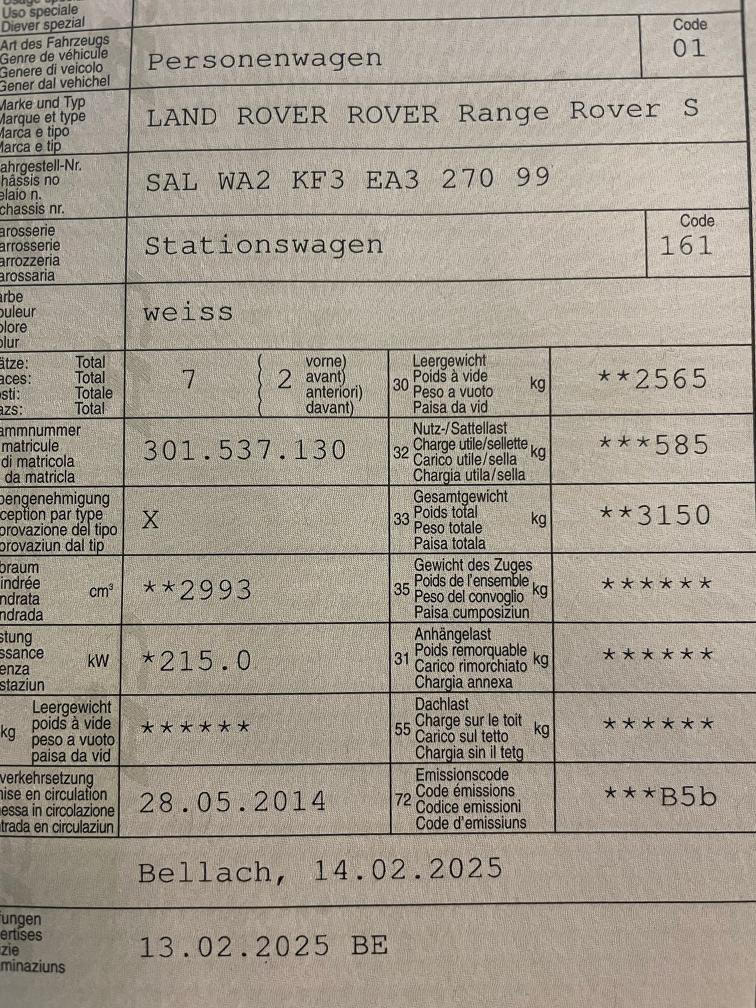 Uso speciale
Diever spezial
Art des Fahrzeugs
Genre de véhicule
Genere di veicolo
Gener dal vehichel
Personenwagen
Code
01
Marke und Typ
Marque et type
Marca e tipo
Marca e tip
LAND ROVER ROVER Range Rover S
ahrgestell-Nr.
hâssis no
elaio n.
chassis nr.
SAL WA2 KF3 EA3 270 99
arosserie
arrosserie
arrozzeria
arossaria
Stationswagen
Code
161
arbe
ouleur
olore
olur
weiss
ätze: Total
aces: Total
sti: Totale
azs: Total
7 ( 2 vorne)
avant)
anteriori)
davant)
30 Leergewicht
Poids à vide
Peso a vuoto
Paisa da vid
kg
**2565
ammnummer
matricule
di matricola
da matricla
301.537.130
32 Nutz-/Sattellast
Charge utile/sellette
Carico utile/sella
Chargia utila/sella
kg
***585
pengenehmigung
ception par type
provazione del tipo
provaziun dal tip
X
33 Gesamtgewicht
Poids total
Peso totale
Paisa totala
kg
**3150
braum
indrée
ndrata
ndrada
cm³
**2993
35 Gewicht des Zuges
Poids de l'ensemble
Peso del convoglio
Paisa cumposiziun
kg
******
stung
ssance
enza
staziun
kW
*215.0
31 Anhängelast
Poids remorquable
Carico rimorchiato
Chargia annexa
kg
******
kg
Leergewicht
poids à vide
peso a vuoto
paisa da vid
******
55 Dachlast
Charge sur le toit
Carico sul tetto
Chargia sin il tetg
kg
******
verkehrsetzung
nise en circulation
essa in circolazione
trada en circulaziun
28.05.2014
72 Emissionscode
Code émissions
Codice emissioni
Code d'emissiuns
***B5b
Bellach, 14.02.2025
fungen
ertises
zie
minaziuns
13.02.2025 BE